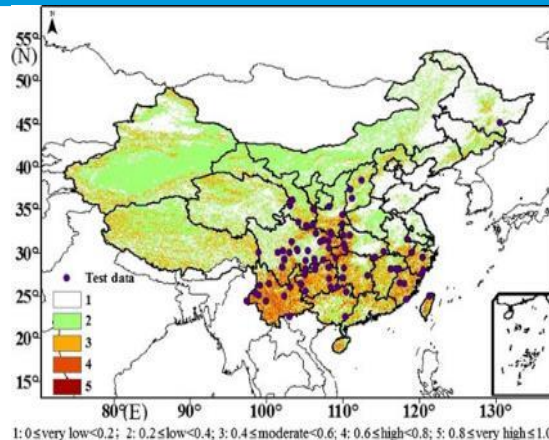 N
(N)
55°
50°
45°
40°
35°
30°
25°
20°
15°
Test data
1
2
3
4
5
80°(E) 90° 100° 110° 120° 130°
1: 0≤very low<0.2; 2: 0.2≤low<0.4; 3: 0.4≤moderate<0.6; 4: 0.6≤high<0.8; 5: 0.8≤very high≤1.0